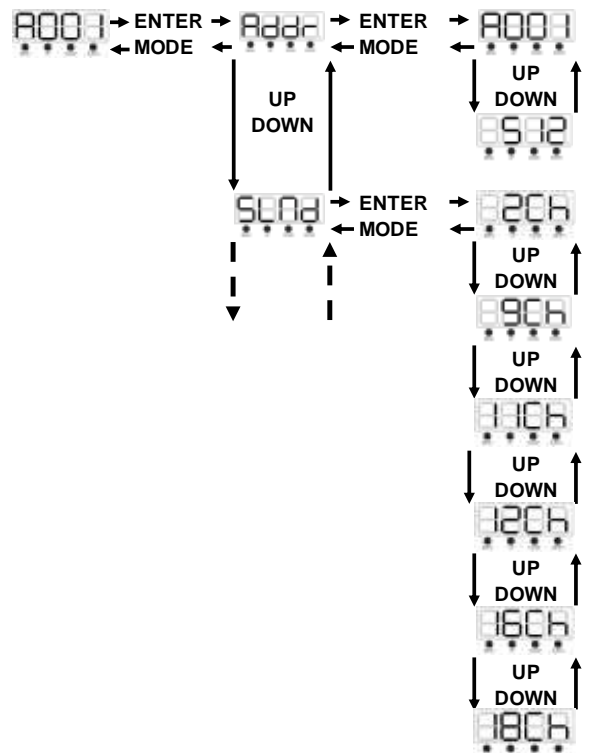 A001 ENTER Addr ENTER A001
MODE MODE
UP
DOWN
UP
DOWN
512
SLMd ENTER 2Ch
MODE
UP
DOWN
9Ch
UP
DOWN
11Ch
UP
DOWN
12Ch
UP
DOWN
16Ch
UP
DOWN
18Ch